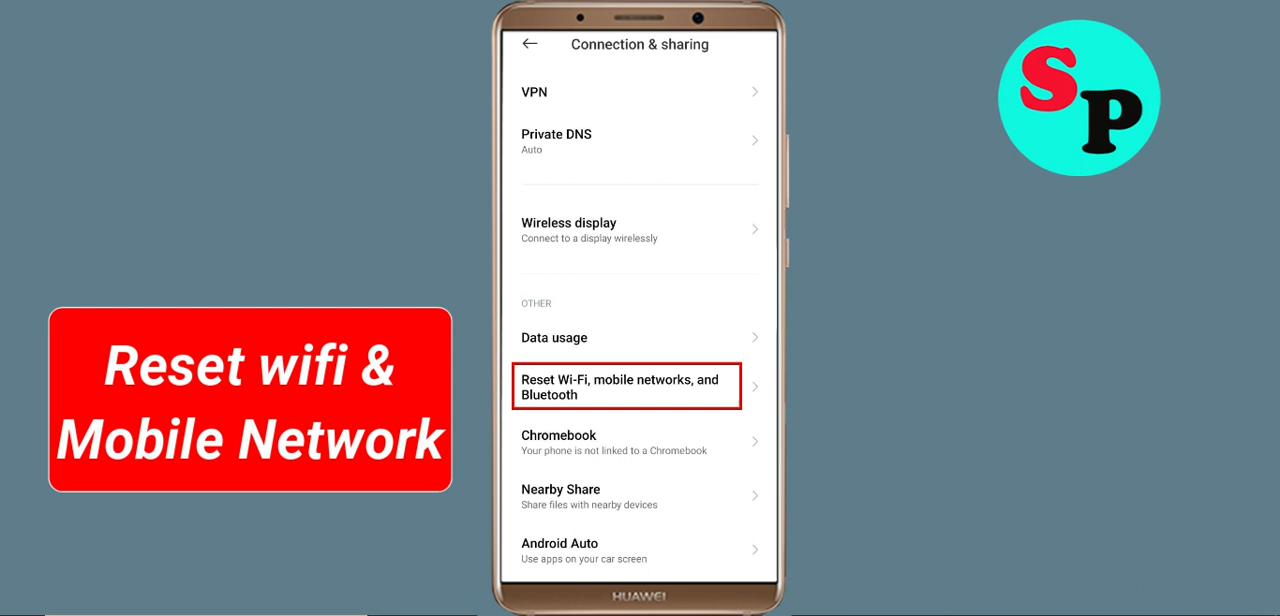 Connection & sharing
VPN
Private DNS
Auto
Wireless display
Connect to a display wirelessly
OTHER
Data usage
Reset Wi-Fi, mobile networks, and
Bluetooth
Chromebook
Your phone is not linked to a Chromebook
Nearby Share
Share files with nearby devices
Android Auto
Use apps on your car screen
HUAWEI
Reset wifi &
Mobile Network
SP